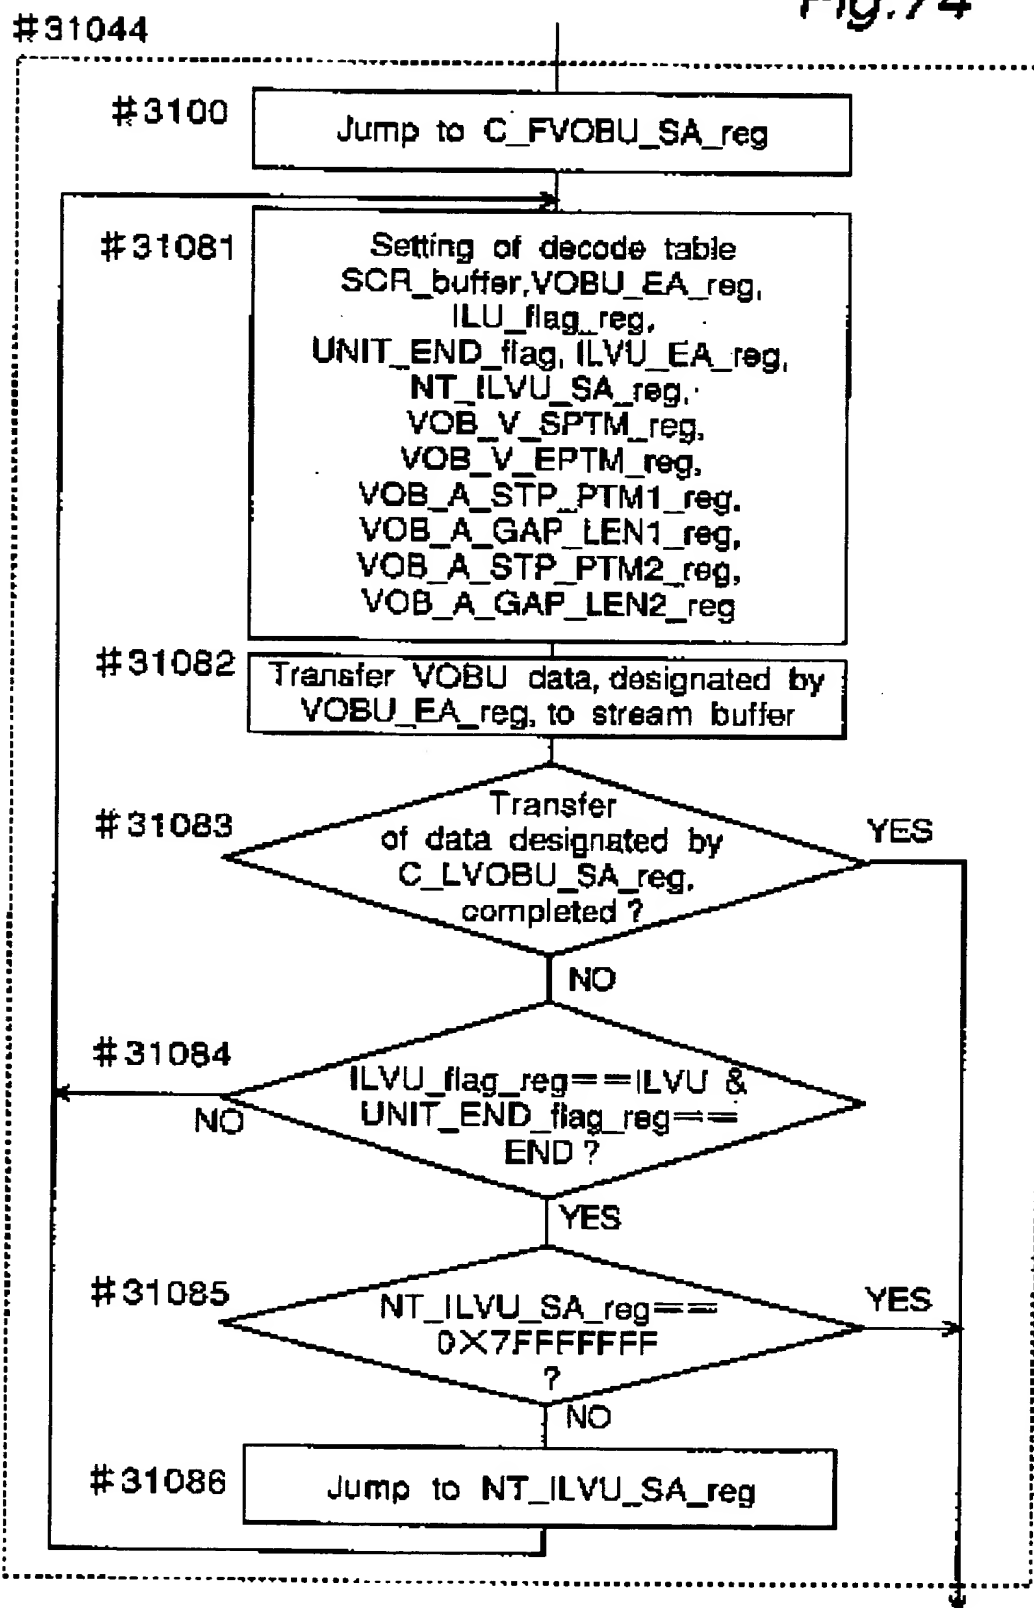 Fig.74
#31044
#3100
Jump to C_FVOBU_SA_reg
#31081
Setting of decode table
SCR_buffer,VOBU_EA_reg,
ILU_flag_reg,
UNIT_END_flag, ILVU_EA_reg,
NT_ILVU_SA_reg,
VOB_V_SPTM_reg,
VOB_V_EPTM_reg,
VOB_A_STP_PTM1_reg,
VOB_A_GAP_LEN1_reg,
VOB_A_STP_PTM2_reg,
VOB_A_GAP_LEN2_reg
#31082
Transfer VOBU data, designated by
VOBU_EA_reg, to stream buffer
#31083
Transfer
of data designated by
C_LVOBU_SA_reg,
completed ?
YES
NO
#31084
ILVU_flag_reg==ILVU &
UNIT_END_flag_reg==
END ?
NO
YES
#31085
NT_ILVU_SA_reg==
0X7FFFFFFF
?
YES
NO
#31086
Jump to NT_ILVU_SA_reg